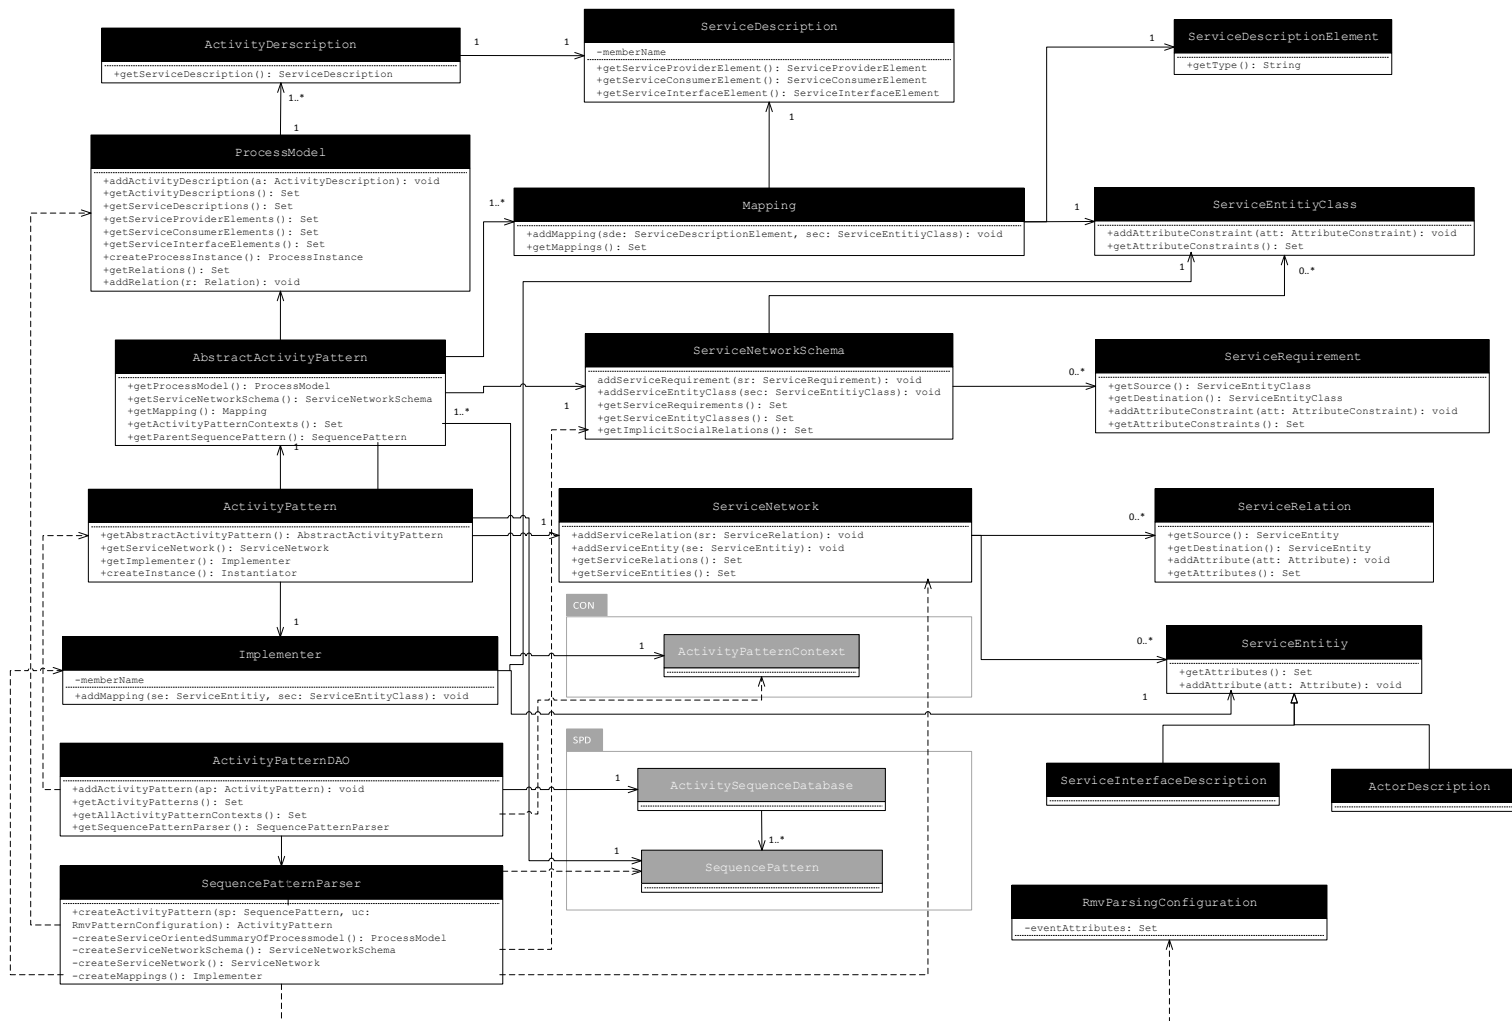 ActivityDerscription
+getServiceDescription(): ServiceDescription
1
1
ServiceDescription
-memberName
+getServiceProviderElement(): ServiceProviderElement
+getServiceConsumerElement(): ServiceConsumerElement
+getServiceInterfaceElement(): ServiceInterfaceElement
1
ServiceDescriptionElement
+getType(): String
1..*
1
1
ProcessModel
+addActivityDescription(a: ActivityDescription): void
+getActivityDescriptions(): Set
+getServiceDescriptions(): Set
+getServiceProviderElements(): Set
+getServiceConsumerElements(): Set
+getServiceInterfaceElements(): Set
+createProcessInstance(): ProcessInstance
+getRelations(): Set
+addRelation(r: Relation): void
1..*
Mapping
+addMapping(sde: ServiceDescriptionElement, sec: ServiceEntitiyClass): void
+getMappings(): Set
1
ServiceEntitiyClass
+addAttributeConstraint(att: AttributeConstraint): void
+getAttributeConstraints(): Set
1
0..*
AbstractActivityPattern
+getProcessModel(): ProcessModel
+getServiceNetworkSchema(): ServiceNetworkSchema
+getMapping(): Mapping
+getActivityPatternContexts(): Set
+getParentSequencePattern(): SequencePattern
1..*
1
1
ServiceNetworkSchema
addServiceRequirement(sr: ServiceRequirement): void
+addServiceEntityClass(sec: ServiceEntitiyClass): void
+getServiceRequirements(): Set
+getServiceEntityClasses(): Set
+getImplicitSocialRelations(): Set
0..*
ServiceRequirement
+getSource(): ServiceEntityClass
+getDestination(): ServiceEntityClass
+addAttributeConstraint(att: AttributeConstraint): void
+getAttributeConstraints(): Set
ActivityPattern
+getAbstractActivityPattern(): AbstractActivityPattern
+getServiceNetwork(): ServiceNetwork
+getImplementer(): Implementer
+createInstance(): Instantiator
1
ServiceNetwork
+addServiceRelation(sr: ServiceRelation): void
+addServiceEntity(se: ServiceEntitiy): void
+getServiceRelations(): Set
+getServiceEntities(): Set
0..*
ServiceRelation
+getSource(): ServiceEntity
+getDestination(): ServiceEntity
+addAttribute(att: Attribute): void
+getAttributes(): Set
1
Implementer
-memberName
+addMapping(se: ServiceEntitiy, sec: ServiceEntityClass): void
CON
1
ActivityPatternContext
0..*
ServiceEntitiy
+getAttributes(): Set
+addAttribute(att: Attribute): void
1
ActivityPatternDAO
+addActivityPattern(ap: ActivityPattern): void
+getActivityPatterns(): Set
+getAllActivityPatternContexts(): Set
+getSequencePatternParser(): SequencePatternParser
SPD
1
ActivitySequenceDatabase
1..*
1
SequencePattern
ServiceInterfaceDescription
ActorDescription
SequencePatternParser
+createActivityPattern(sp: SequencePattern, uc:
RmvPatternConfiguration): ActivityPattern
-createServiceOrientedSummaryOfProcessmodel(): ProcessModel
-createServiceNetworkSchema(): ServiceNetworkSchema
-createServiceNetwork(): ServiceNetwork
-createMappings(): Implementer
RmvParsingConfiguration
-eventAttributes: Set